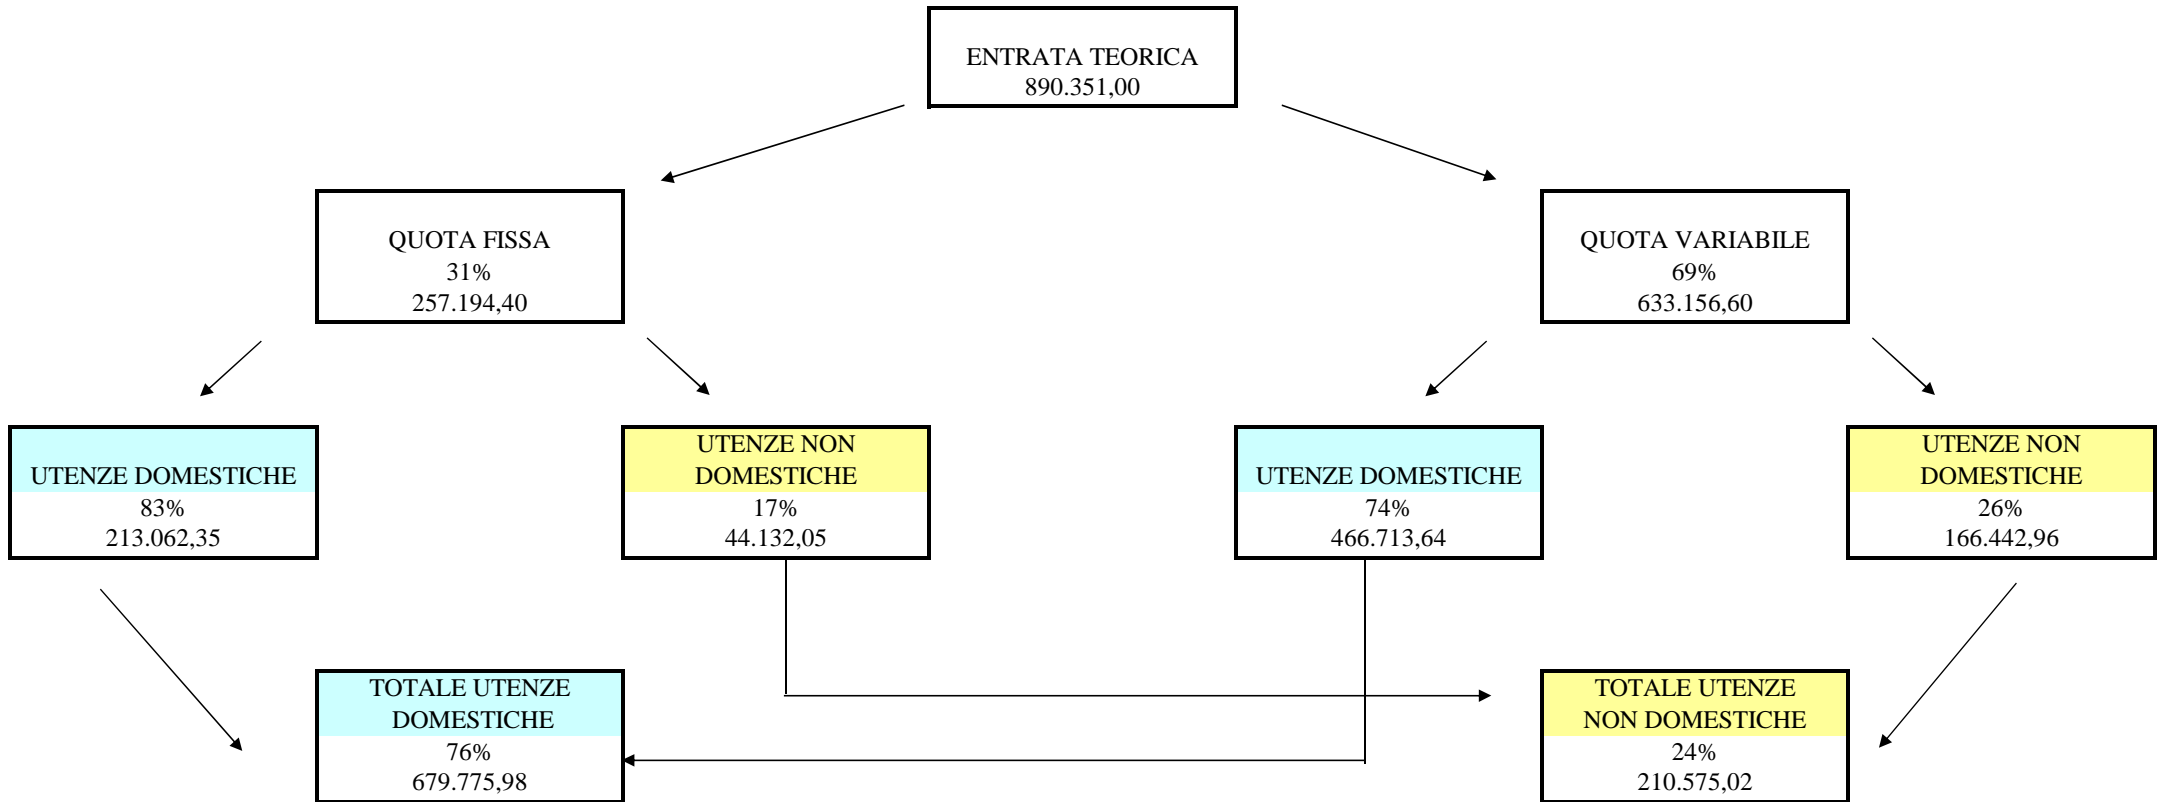 ENTRATA TEORICA
890.351,00
QUOTA FISSA
31%
257.194,40
QUOTA VARIABILE
69%
633.156,60
UTENZE DOMESTICHE
83%
213.062,35
UTENZE NON
DOMESTICHE
17%
44.132,05
UTENZE DOMESTICHE
74%
466.713,64
UTENZE NON
DOMESTICHE
26%
166.442,96
TOTALE UTENZE
DOMESTICHE
76%
679.775,98
TOTALE UTENZE
NON DOMESTICHE
24%
210.575,02